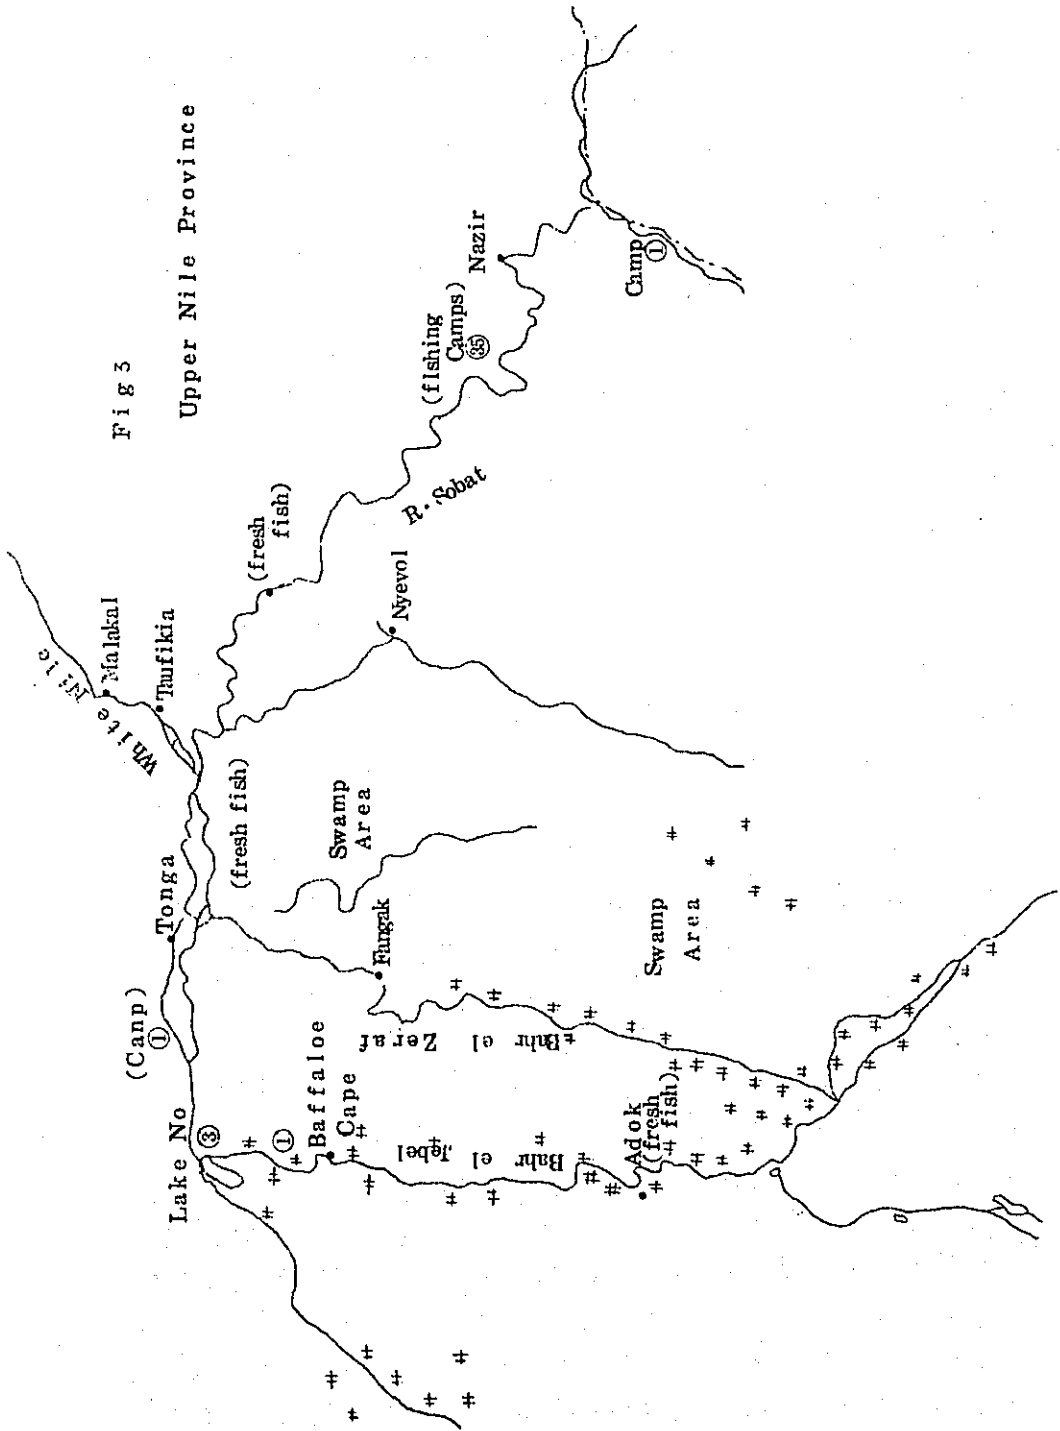 Fig 3
Upper Nile Province
White Nile
Malakal
Taufikia
(fresh
fish)
R. Sobat
(fIshing
Camps)
㉟
Nazir
Camp
①
Nyevol
(fresh fish)
Swamp
Area
Tonga
(Canp)
①
Fangak
Lake No
③
①
Baffaloe
Cape
Bahr el Zeraf
Bahr el Jebel
Adok
(fresh
fish)
Swamp
Area